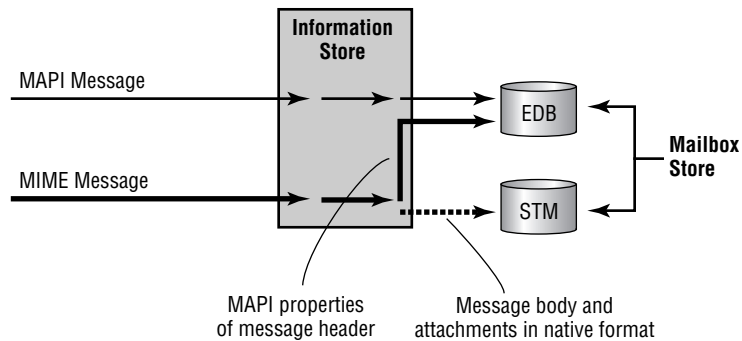 Information
Store
MAPI Message
EDB
Mailbox
Store
MIME Message
STM
MAPI properties
of message header
Message body and
attachments in native format